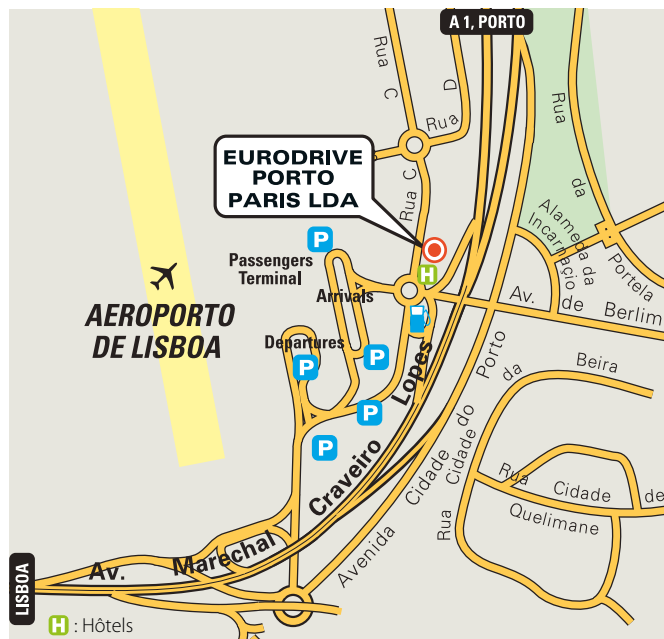 A 1, PORTO
Rua C
Rua D
Rua C
EURODRIVE
PORTO
PARIS LDA
Rua da Portela
Alameda da
Incarnaçio
P
Passengers
Terminal
Arrivals
H
Av. de Berlim
AEROPORTO
DE LISBOA
Departures
P
P
P
P
Av. Marechal Craveiro Lopes
Avenida Cidade do Porto
Rua Cidade da Beira
Rua Cidade de
Quelimane
LISBOA
H : Hôtels